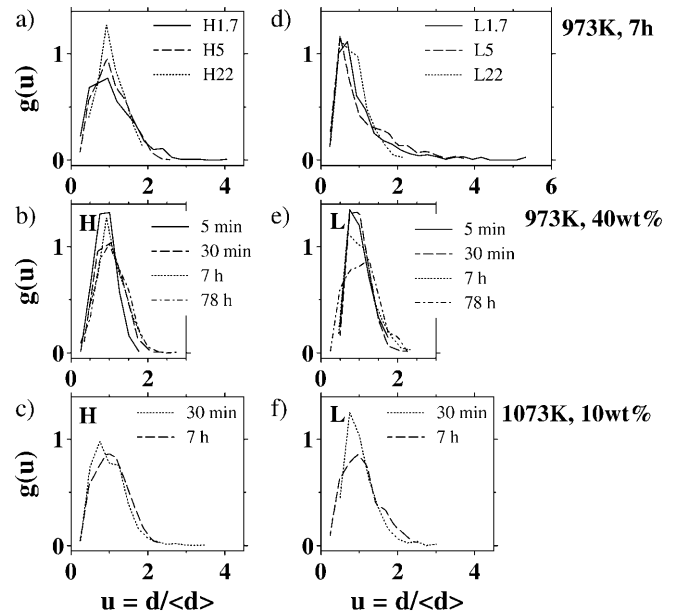 a)
H1.7
H5
H22
1
0
g(u)
0 2 4
d)
L1.7
L5
L22
1
0
0 2 4 6
973K, 7h
b)
H
5 min
30 min
7 h
78 h
1
0
g(u)
0 2
e)
L
5 min
30 min
7 h
78 h
1
0
0 2
973K, 40wt%
c)
H
30 min
7 h
1
0
g(u)
0 2 4
u = d/<d>
f)
L
30 min
7 h
1
0
0 2 4
u = d/<d>
1073K, 10wt%